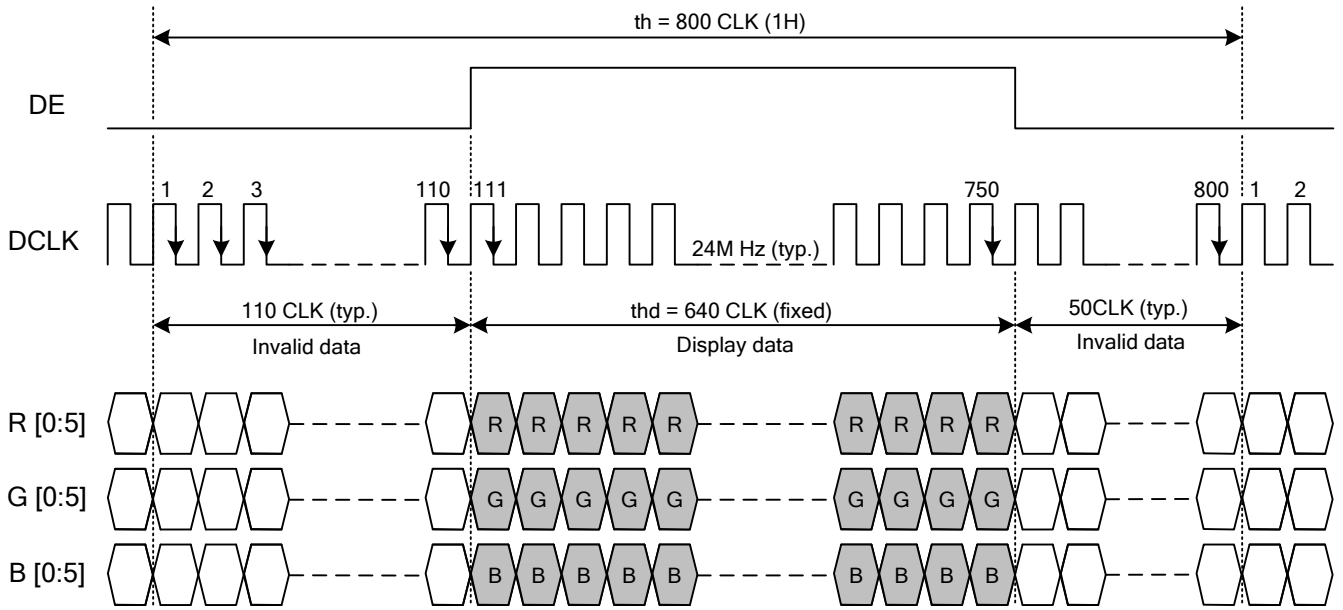 th = 800 CLK (1H)
DE
1 2 3 110 111 750 800 1 2
DCLK
24M Hz (typ.)
110 CLK (typ.) thd = 640 CLK (fixed) 50CLK (typ.)
Invalid data Display data Invalid data
R [0:5] R R R R R R R R R
G [0:5] G G G G G G G G G
B [0:5] B B B B B B B B B